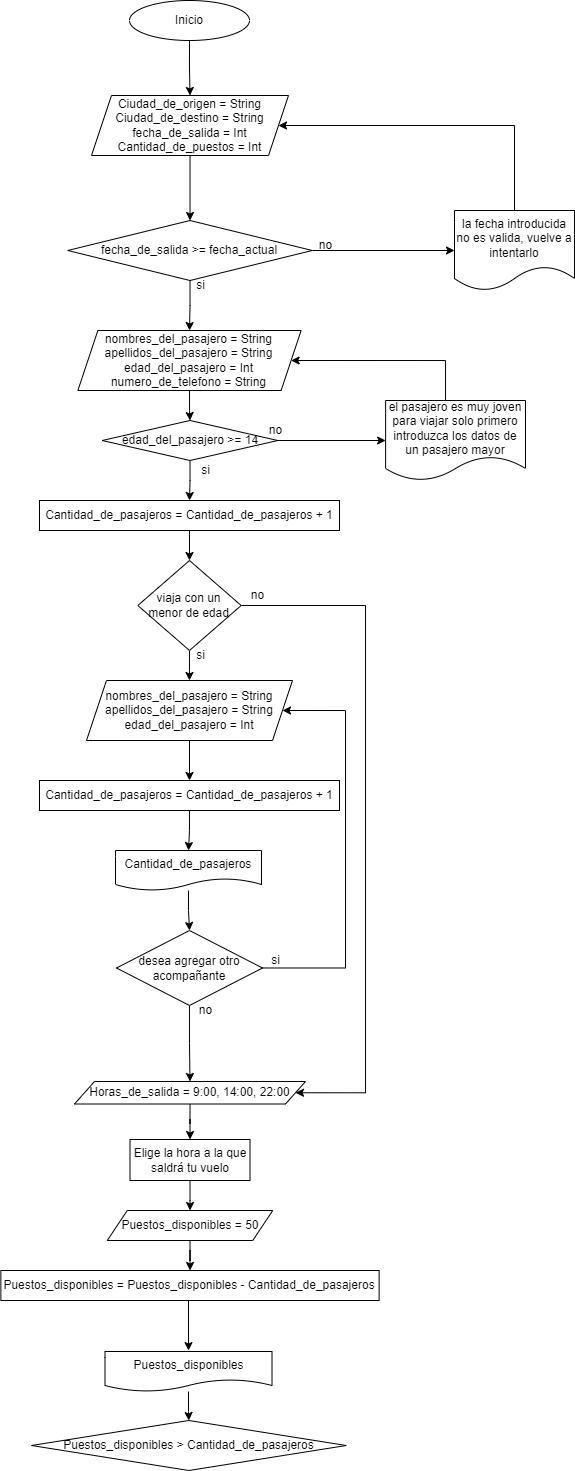 Inicio
Ciudad_de_origen = String
Ciudad_de_destino = String
fecha_de_salida = Int
Cantidad_de_puestos = Int
fecha_de_salida >= fecha_actual
no
la fecha introducida
no es valida, vuelve a
intentarlo
si
nombres_del_pasajero = String
apellidos_del_pasajero = String
edad_del_pasajero = Int
numero_de_telefono = String
edad_del_pasajero >= 14
no
el pasajero es muy joven
para viajar solo primero
introduzca los datos de
un pasajero mayor
si
Cantidad_de_pasajeros = Cantidad_de_pasajeros + 1
viaja con un
menor de edad
no
si
nombres_del_pasajero = String
apellidos_del_pasajero = String
edad_del_pasajero = Int
Cantidad_de_pasajeros = Cantidad_de_pasajeros + 1
Cantidad_de_pasajeros
desea agregar otro
acompañante
si
no
Horas_de_salida = 9:00, 14:00, 22:00
Elige la hora a la que
saldrá tu vuelo
Puestos_disponibles = 50
Puestos_disponibles = Puestos_disponibles - Cantidad_de_pasajeros
Puestos_disponibles
Puestos_disponibles > Cantidad_de_pasajeros